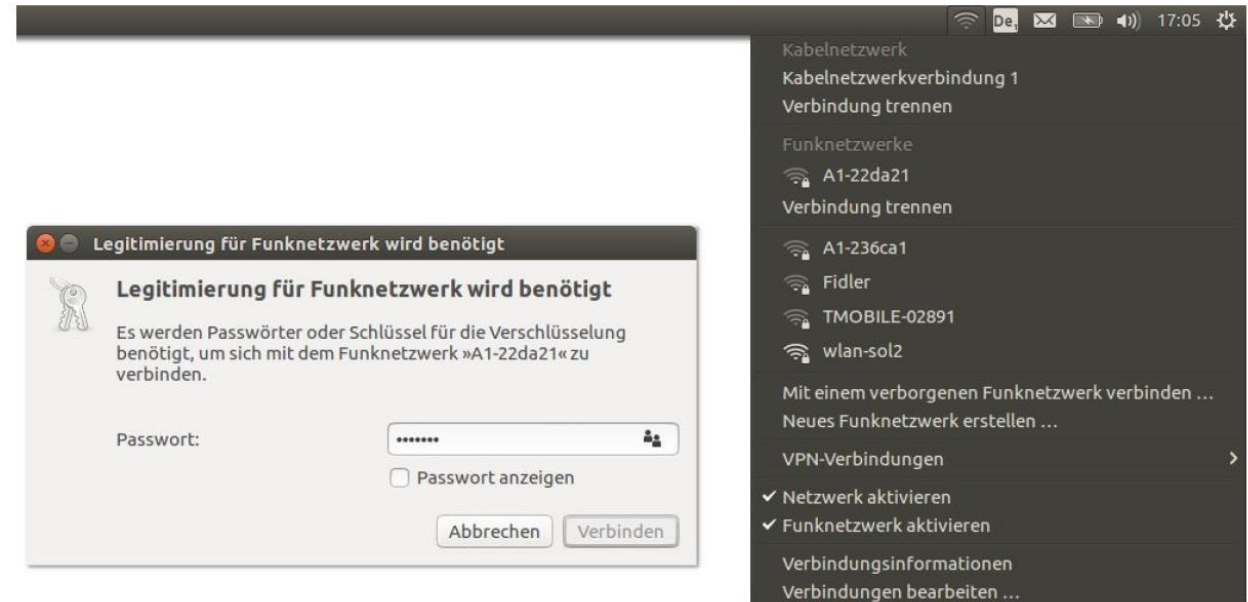 De1 17:05
Kabelnetzwerk
Kabelnetzwerkverbindung 1
Verbindung trennen
Funknetzwerke
A1-22da21
Verbindung trennen
A1-236ca1
Fidler
TMOBILE-02891
wlan-sol2
Mit einem verborgenen Funknetzwerk verbinden ...
Neues Funknetzwerk erstellen ...
VPN-Verbindungen
Netzwerk aktivieren
Funknetzwerk aktivieren
Verbindungsinformationen
Verbindungen bearbeiten ...
Legitimierung für Funknetzwerk wird benötigt
Legitimierung für Funknetzwerk wird benötigt
Es werden Passwörter oder Schlüssel für die Verschlüsselung
benötigt, um sich mit dem Funknetzwerk »A1-22da21« zu
verbinden.
Passwort: •••••••
Passwort anzeigen
Abbrechen Verbinden